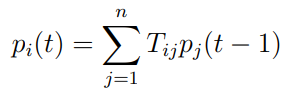 p_i(t) = \sum_{j=1}^{n} T_{ij} p_j(t − 1)